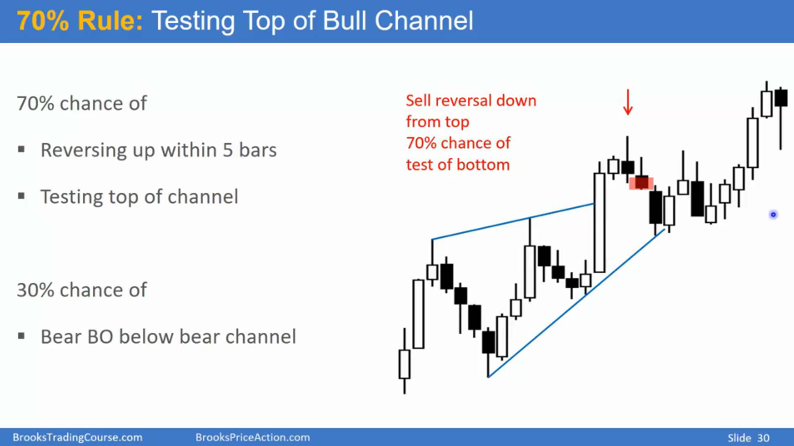 70% Rule: Testing Top of Bull Channel
70% chance of
▪ Reversing up within 5 bars
▪ Testing top of channel
30% chance of
▪ Bear BO below bear channel
Sell reversal down
from top
70% chance of
test of bottom
BrooksTradingCourse.com
BrooksPriceAction.com
Slide 30